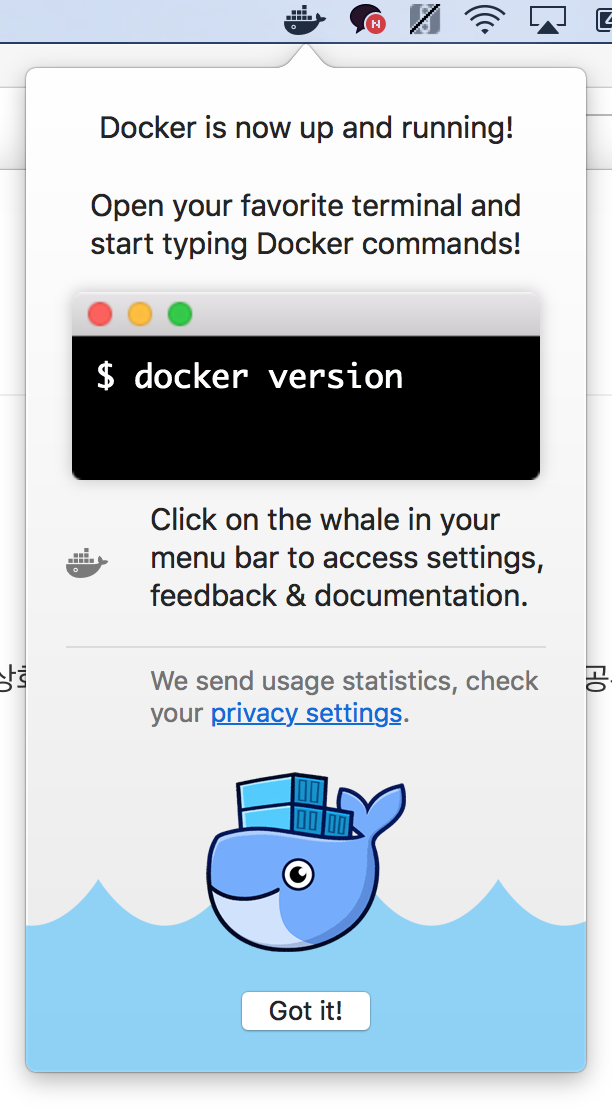 Docker is now up and running!
Open your favorite terminal and
start typing Docker commands!
$ docker version
Click on the whale in your
menu bar to access settings,
feedback & documentation.
We send usage statistics, check
your privacy settings.
Got it!